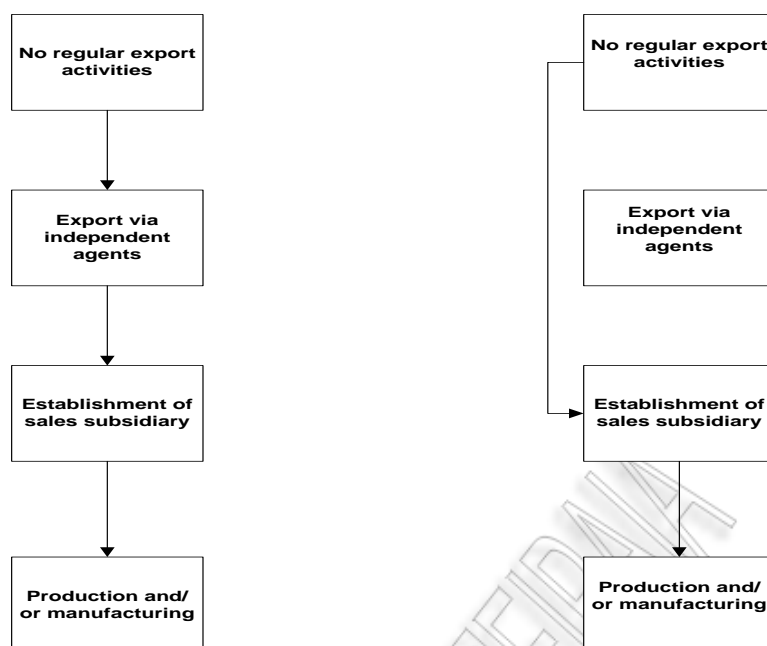 No regular export
activities
Export via
independent
agents
Establishment of
sales subsidiary
Production and/
or manufacturing
No regular export
activities
Export via
independent
agents
Establishment of
sales subsidiary
Production and/
or manufacturing